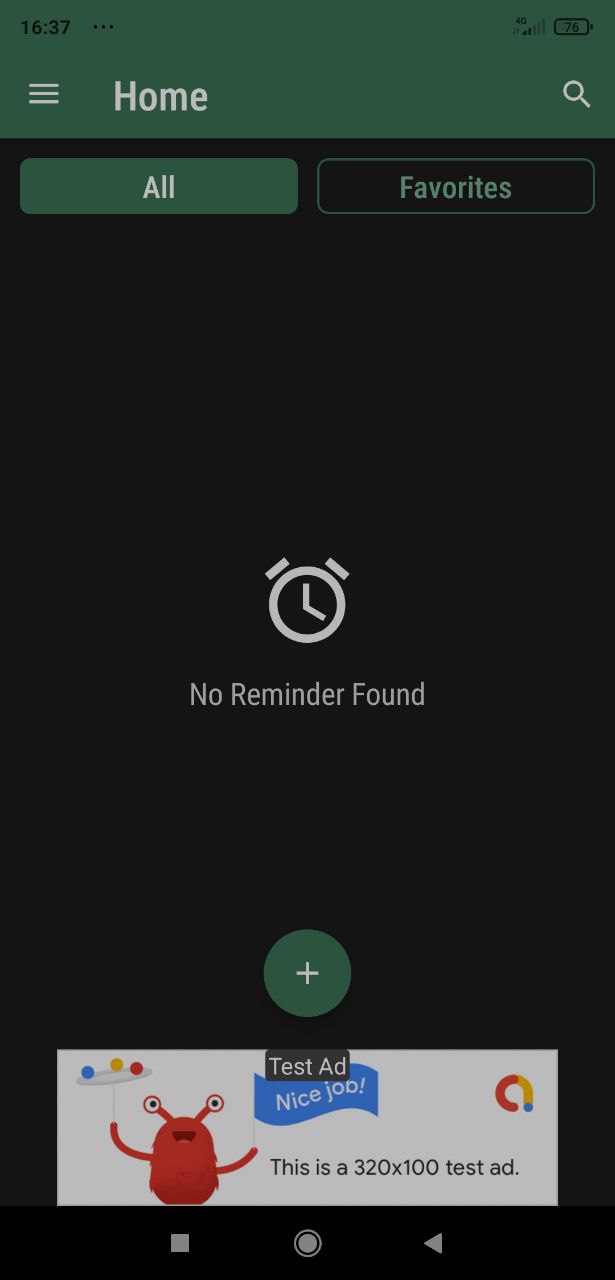 16:37 ...
4G
76
Home
All
Favorites
No Reminder Found
Test Ad
Nice job!
This is a 320x100 test ad.